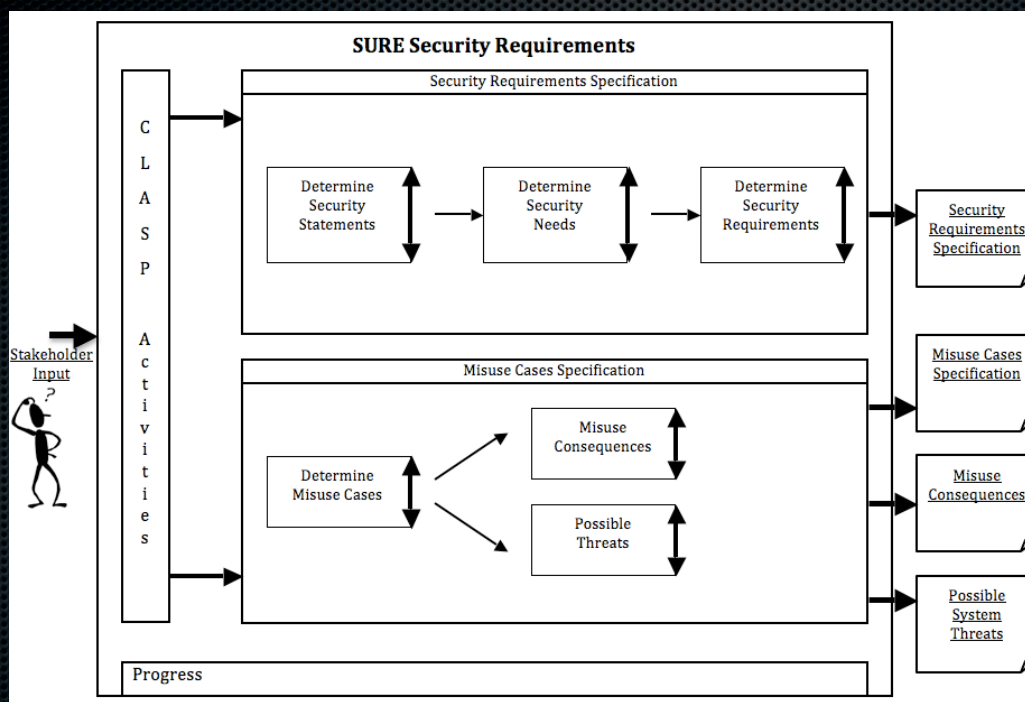 SURE Security Requirements
Security Requirements Specification
C
L
A
S
P
A
c
t
i
v
i
t
i
e
s
Determine
Security
Statements
Determine
Security
Needs
Determine
Security
Requirements
Security
Requirements
Specification
Stakeholder
Input
?
Misuse Cases Specification
Determine
Misuse Cases
Misuse
Consequences
Possible
Threats
Misuse Cases
Specification
Misuse
Consequences
Possible
System
Threats
Progress